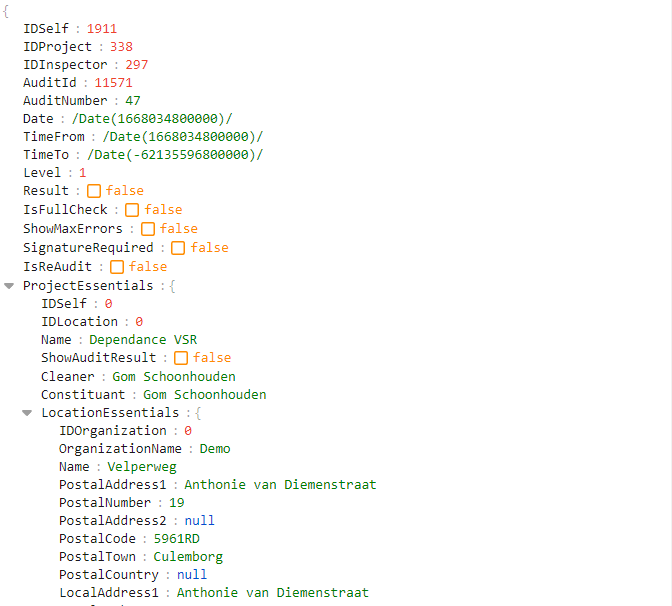 {
IDSelf : 1911
IDProject : 338
IDInspector : 297
AuditId : 11571
AuditNumber : 47
Date : /Date(1668034800000)/
TimeFrom : /Date(1668034800000)/
TimeTo : /Date(-62135596800000)/
Level : 1
Result : false
IsFullCheck : false
ShowMaxErrors : false
SignatureRequired : false
IsReAudit : false
ProjectEssentials : {
IDSelf : 0
IDLocation : 0
Name : Dependance VSR
ShowAuditResult : false
Cleaner : Gom Schoonhouden
Constituant : Gom Schoonhouden
LocationEssentials : {
IDOrganization : 0
OrganizationName : Demo
Name : Velperweg
PostalAddress1 : Anthonie van Diemenstraat
PostalNumber : 19
PostalAddress2 : null
PostalCode : 5961RD
PostalTown : Culemborg
PostalCountry : null
LocalAddress1 : Anthonie van Diemenstraat